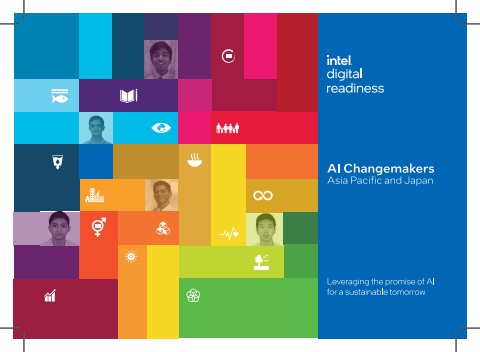 intel.
digital
readiness
AI Changemakers
Asia Pacific and Japan
Leveraging the promise of AI
for a sustainable tomorrow